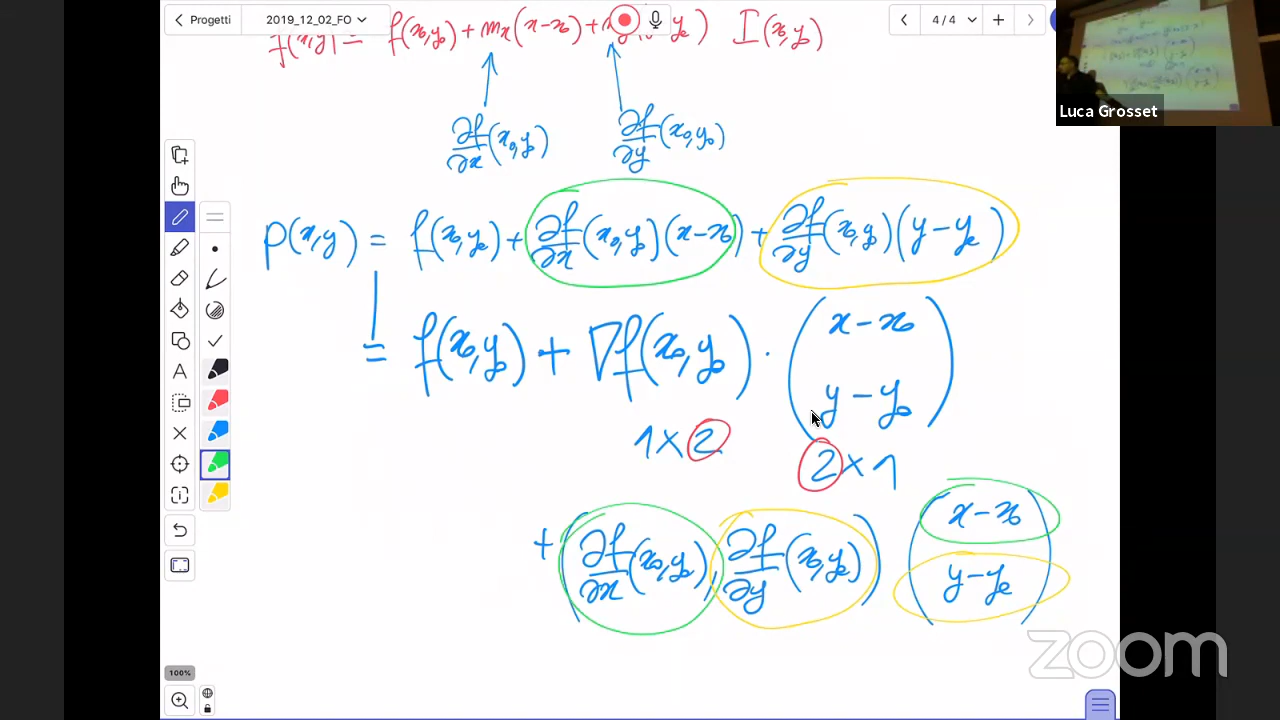 Progetti 2019_12_02_FO 4/4
f(x,y) = f(x₀,y₀) + mₓ(x-x₀) + I(x₀,y₀)
Luca Grosset
∂f/∂x (x₀,y₀) ∂f/∂y (x₀,y₀)
p(x,y) = f(x₀,y₀) + ∂f/∂x (x₀,y₀)(x-x₀) + ∂f/∂y (x₀,y₀)(y-y₀)
= f(x₀,y₀) + ∇f(x₀,y₀) · (x-x₀
y-y₀)
1×2 2×1
+ (∂f/∂x (x₀,y₀), ∂f/∂y (x₀,y₀)) (x-x₀
y-y₀)
zoom
100%